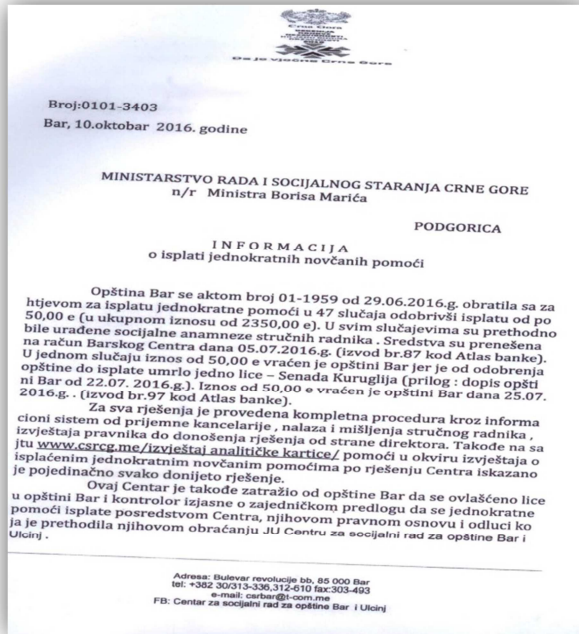 Crna Gora
Da je vječna Crna Gora
Broj:0101-3403
Bar, 10.oktobar 2016. godine
MINISTARSTVO RADA I SOCIJALNOG STARANJA CRNE GORE
n/r Ministra Borisa Marića
PODGORICA
I N F O R M A C I J A
o isplati jednokratnih novčanih pomoći
Opština Bar se aktom broj 01-1959 od 29.06.2016.g. obratila sa za
htjevom za isplatu jednokratne pomoći u 47 slučaja odobrivši isplatu od po
50,00 e (u ukupnom iznosu od 2350,00 e). U svim slučajevima su prethodno
bile urađene socijalne anamneze stručnih radnika . Sredstva su prenešena
na račun Barskog Centra dana 05.07.2016.g. (izvod br.87 kod Atlas banke).
U jednom slučaju iznos od 50,00 e vraćen je opštini Bar jer je od odobrenja
opštine do isplate umrlo jedno lice – Senada Kuruglija (prilog : dopis opšti
ni Bar od 22.07. 2016.g.). Iznos od 50,00 e vraćen je opštini Bar dana 25.07.
2016.g. . (izvod br.97 kod Atlas banke).
Za sva rješenja je provedena kompletna procedura kroz informa
cioni sistem od prijemne kancelarije , nalaza i mišljenja stručnog radnika ,
izvještaja pravnika do donošenja rješenja od strane direktora. Takođe na sa
jtu www.csrcg.me/izvještaj analitičke kartice/ pomoći u okviru izvještaja o
isplaćenim jednokratnim novčanim pomoćima po rješenju Centra iskazano
je pojedinačno svako donijeto rješenje.
Ovaj Centar je takođe zatražio od opštine Bar da se ovlašćeno lice
u opštini Bar i kontrolor izjasne o zajedničkom predlogu da se jednokratne
pomoći isplate posredstvom Centra, njihovom pravnom osnovu i odluci ko
ja je prethodila njihovom obraćanju JU Centru za socijalni rad za opštine Bar i
Ulcinj .
Adresa: Bulevar revolucije bb, 85 000 Bar
tel: +382 30/313-336,312-610 fax:303-493
e-mail: csrbar@t-com.me
FB: Centar za socijalni rad za opštine Bar i Ulcinj